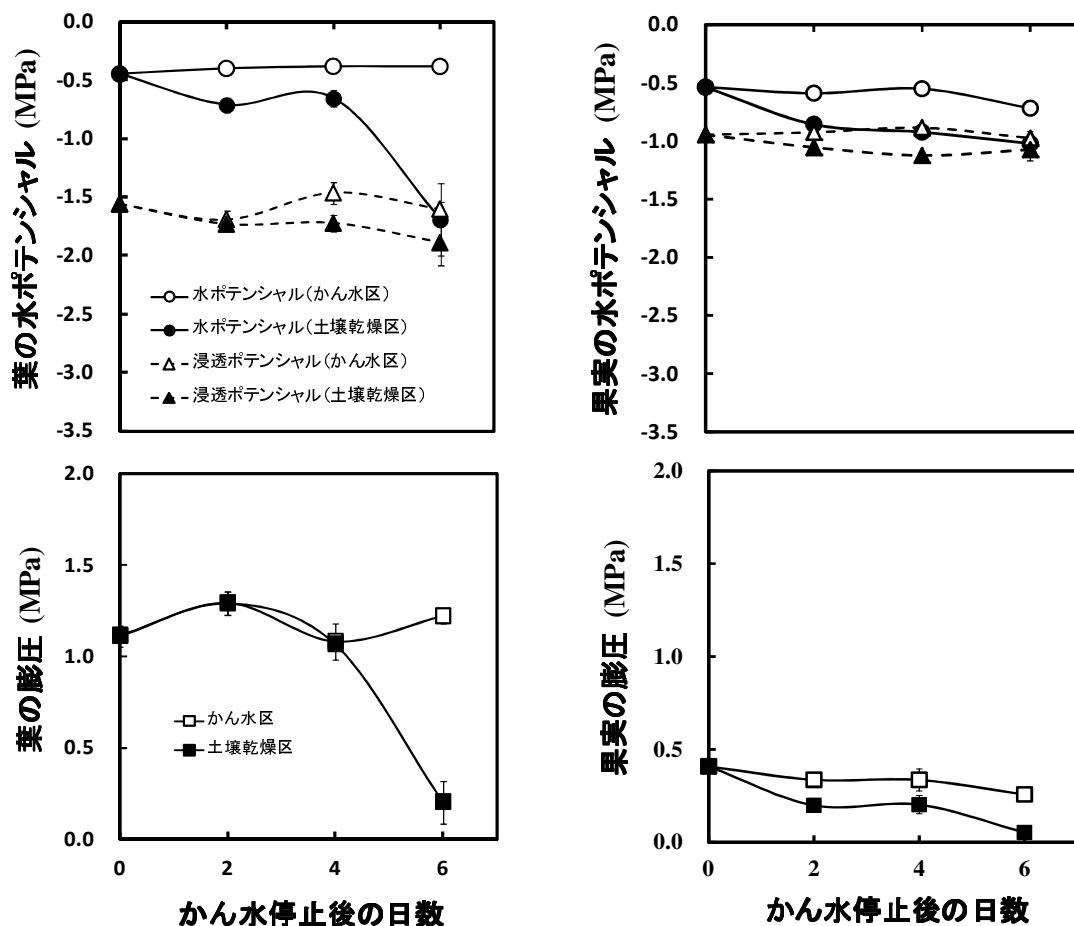 葉の水ポテンシャル (MPa)
0.0
-0.5
-1.0
-1.5
-2.0
-2.5
-3.0
-3.5
水ポテンシャル(かん水区)
水ポテンシャル(土壌乾燥区)
浸透ポテンシャル(かん水区)
浸透ポテンシャル(土壌乾燥区)
果実の水ポテンシャル (MPa)
0.0
-0.5
-1.0
-1.5
-2.0
-2.5
-3.0
-3.5
葉の膨圧 (MPa)
2.0
1.5
1.0
0.5
0.0
かん水区
土壌乾燥区
0 2 4 6
かん水停止後の日数
果実の膨圧 (MPa)
2.0
1.5
1.0
0.5
0.0
0 2 4 6
かん水停止後の日数